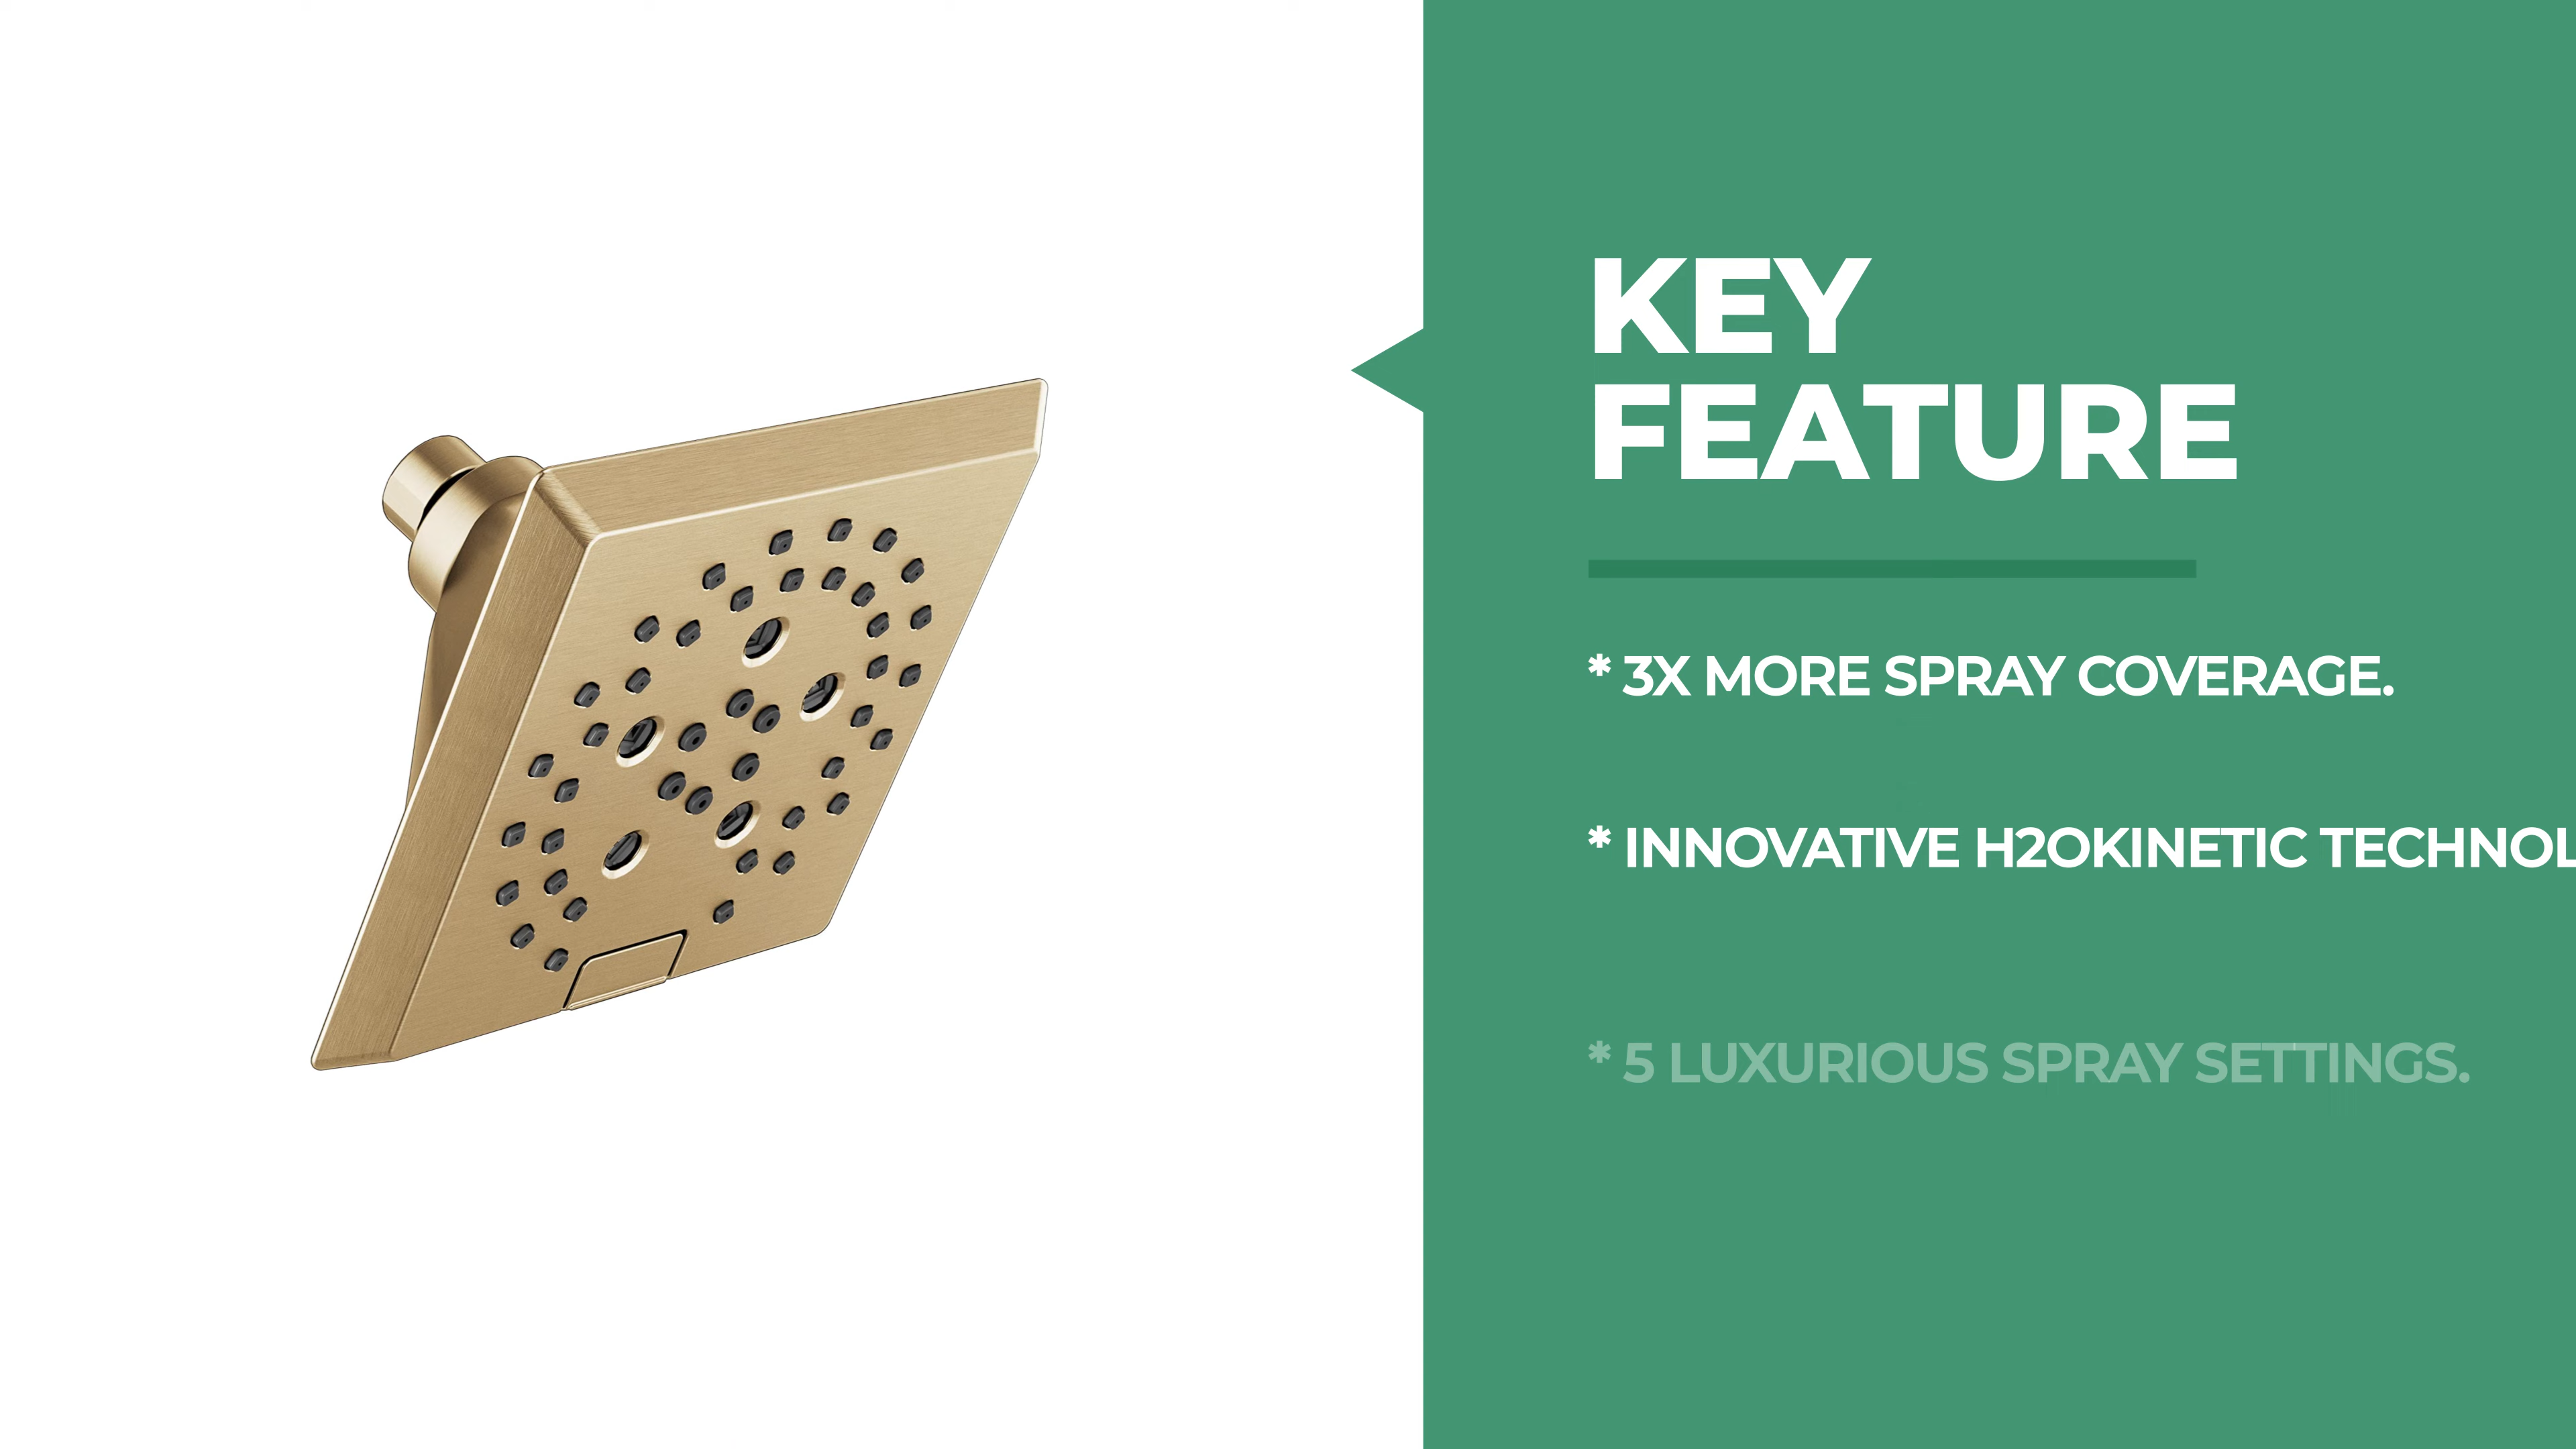 KEY
FEATURE
* 3X MORE SPRAY COVERAGE.
* INNOVATIVE H2OKINETIC TECHNOL
* 5 LUXURIOUS SPRAY SETTINGS.